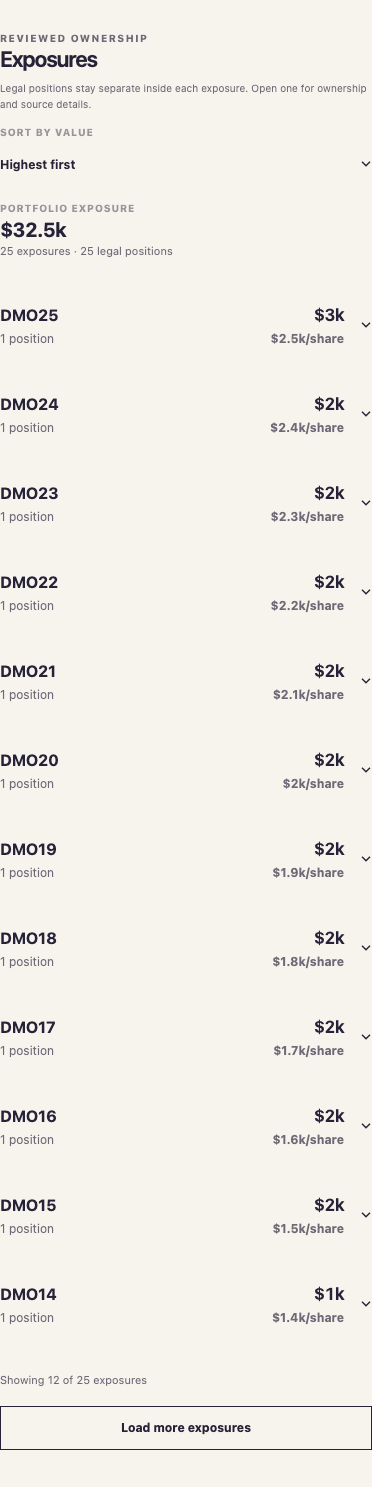 REVIEWED OWNERSHIP
Exposures
Legal positions stay separate inside each exposure. Open one for ownership
and source details.
SORT BY VALUE
Highest first
PORTFOLIO EXPOSURE
$32.5k
25 exposures · 25 legal positions
DMO25 $3k
1 position $2.5k/share
DMO24 $2k
1 position $2.4k/share
DMO23 $2k
1 position $2.3k/share
DMO22 $2k
1 position $2.2k/share
DMO21 $2k
1 position $2.1k/share
DMO20 $2k
1 position $2k/share
DMO19 $2k
1 position $1.9k/share
DMO18 $2k
1 position $1.8k/share
DMO17 $2k
1 position $1.7k/share
DMO16 $2k
1 position $1.6k/share
DMO15 $2k
1 position $1.5k/share
DMO14 $1k
1 position $1.4k/share
Showing 12 of 25 exposures
Load more exposures